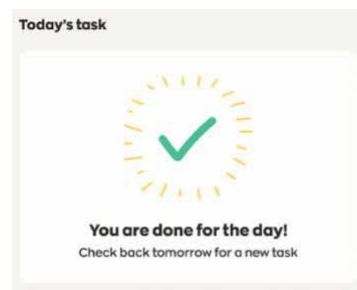 Today's task
You are done for the day!
Check back tomorrow for a new task